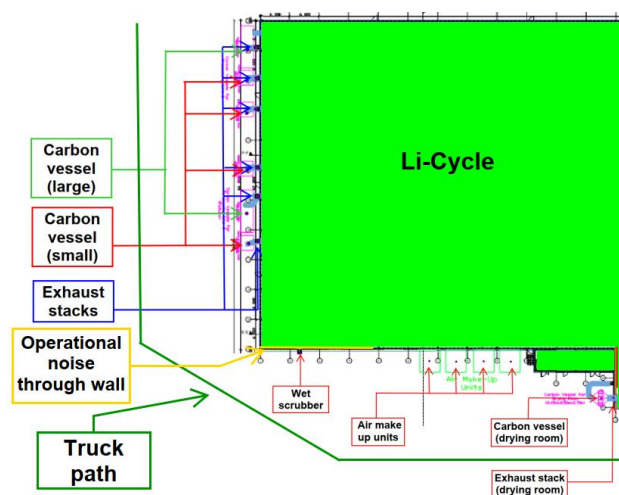 Li-Cycle
Carbon
vessel
(large)
Carbon
vessel
(small)
Exhaust
stacks
Operational
noise
through wall
Truck
path
Wet
scrubber
Air Make-Up
Units
Air make
up units
Carbon vessel
(drying room)
Exhaust stack
(drying room)